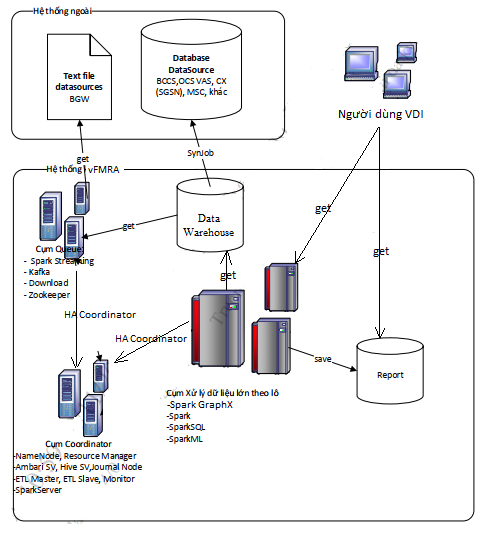 Hệ thống ngoài
Text file
datasources
BGW
Database
DataSource
BCCS,OCS VAS, CX
(SGSN), MSC, khác
Người dùng VDI
get
SynJob
Hệ thống vFMRA
Data
Warehouse
get
get
get
get
Cụm Queue:
- Spark Streaming
- Kafka
- Download
- Zookeeper
HA Coordinator
HA Coordinator
save
Report
Cụm Xử lý dữ liệu lớn theo lô
-Spark GraphX
-Spark
-SparkSQL
-SparkML
Cụm Coordinator
-NameNode, Resource Manager
-Ambari SV, Hive SV,Journal Node
-ETL Master, ETL Slave, Monitor
-SparkServer